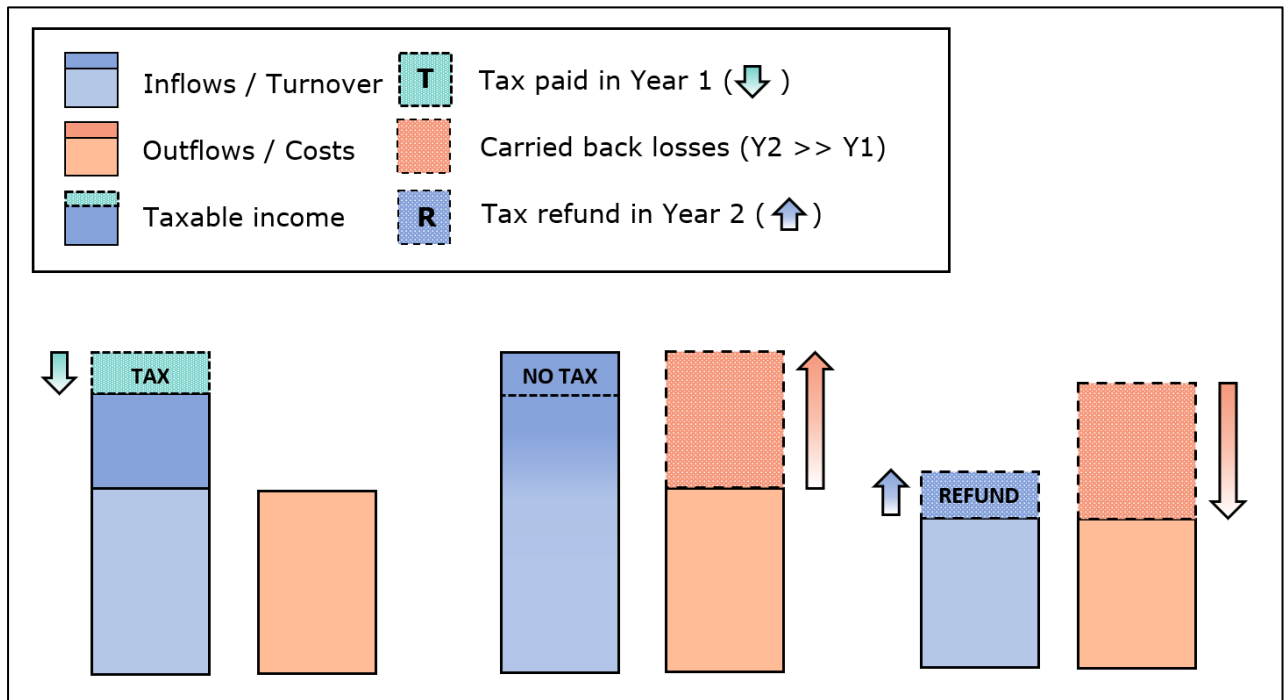 Inflows / Turnover
T
Tax paid in Year 1 ( )
Outflows / Costs
Carried back losses (Y2 >> Y1)
Taxable income
R
Tax refund in Year 2 ( )
TAX
NO TAX
REFUND